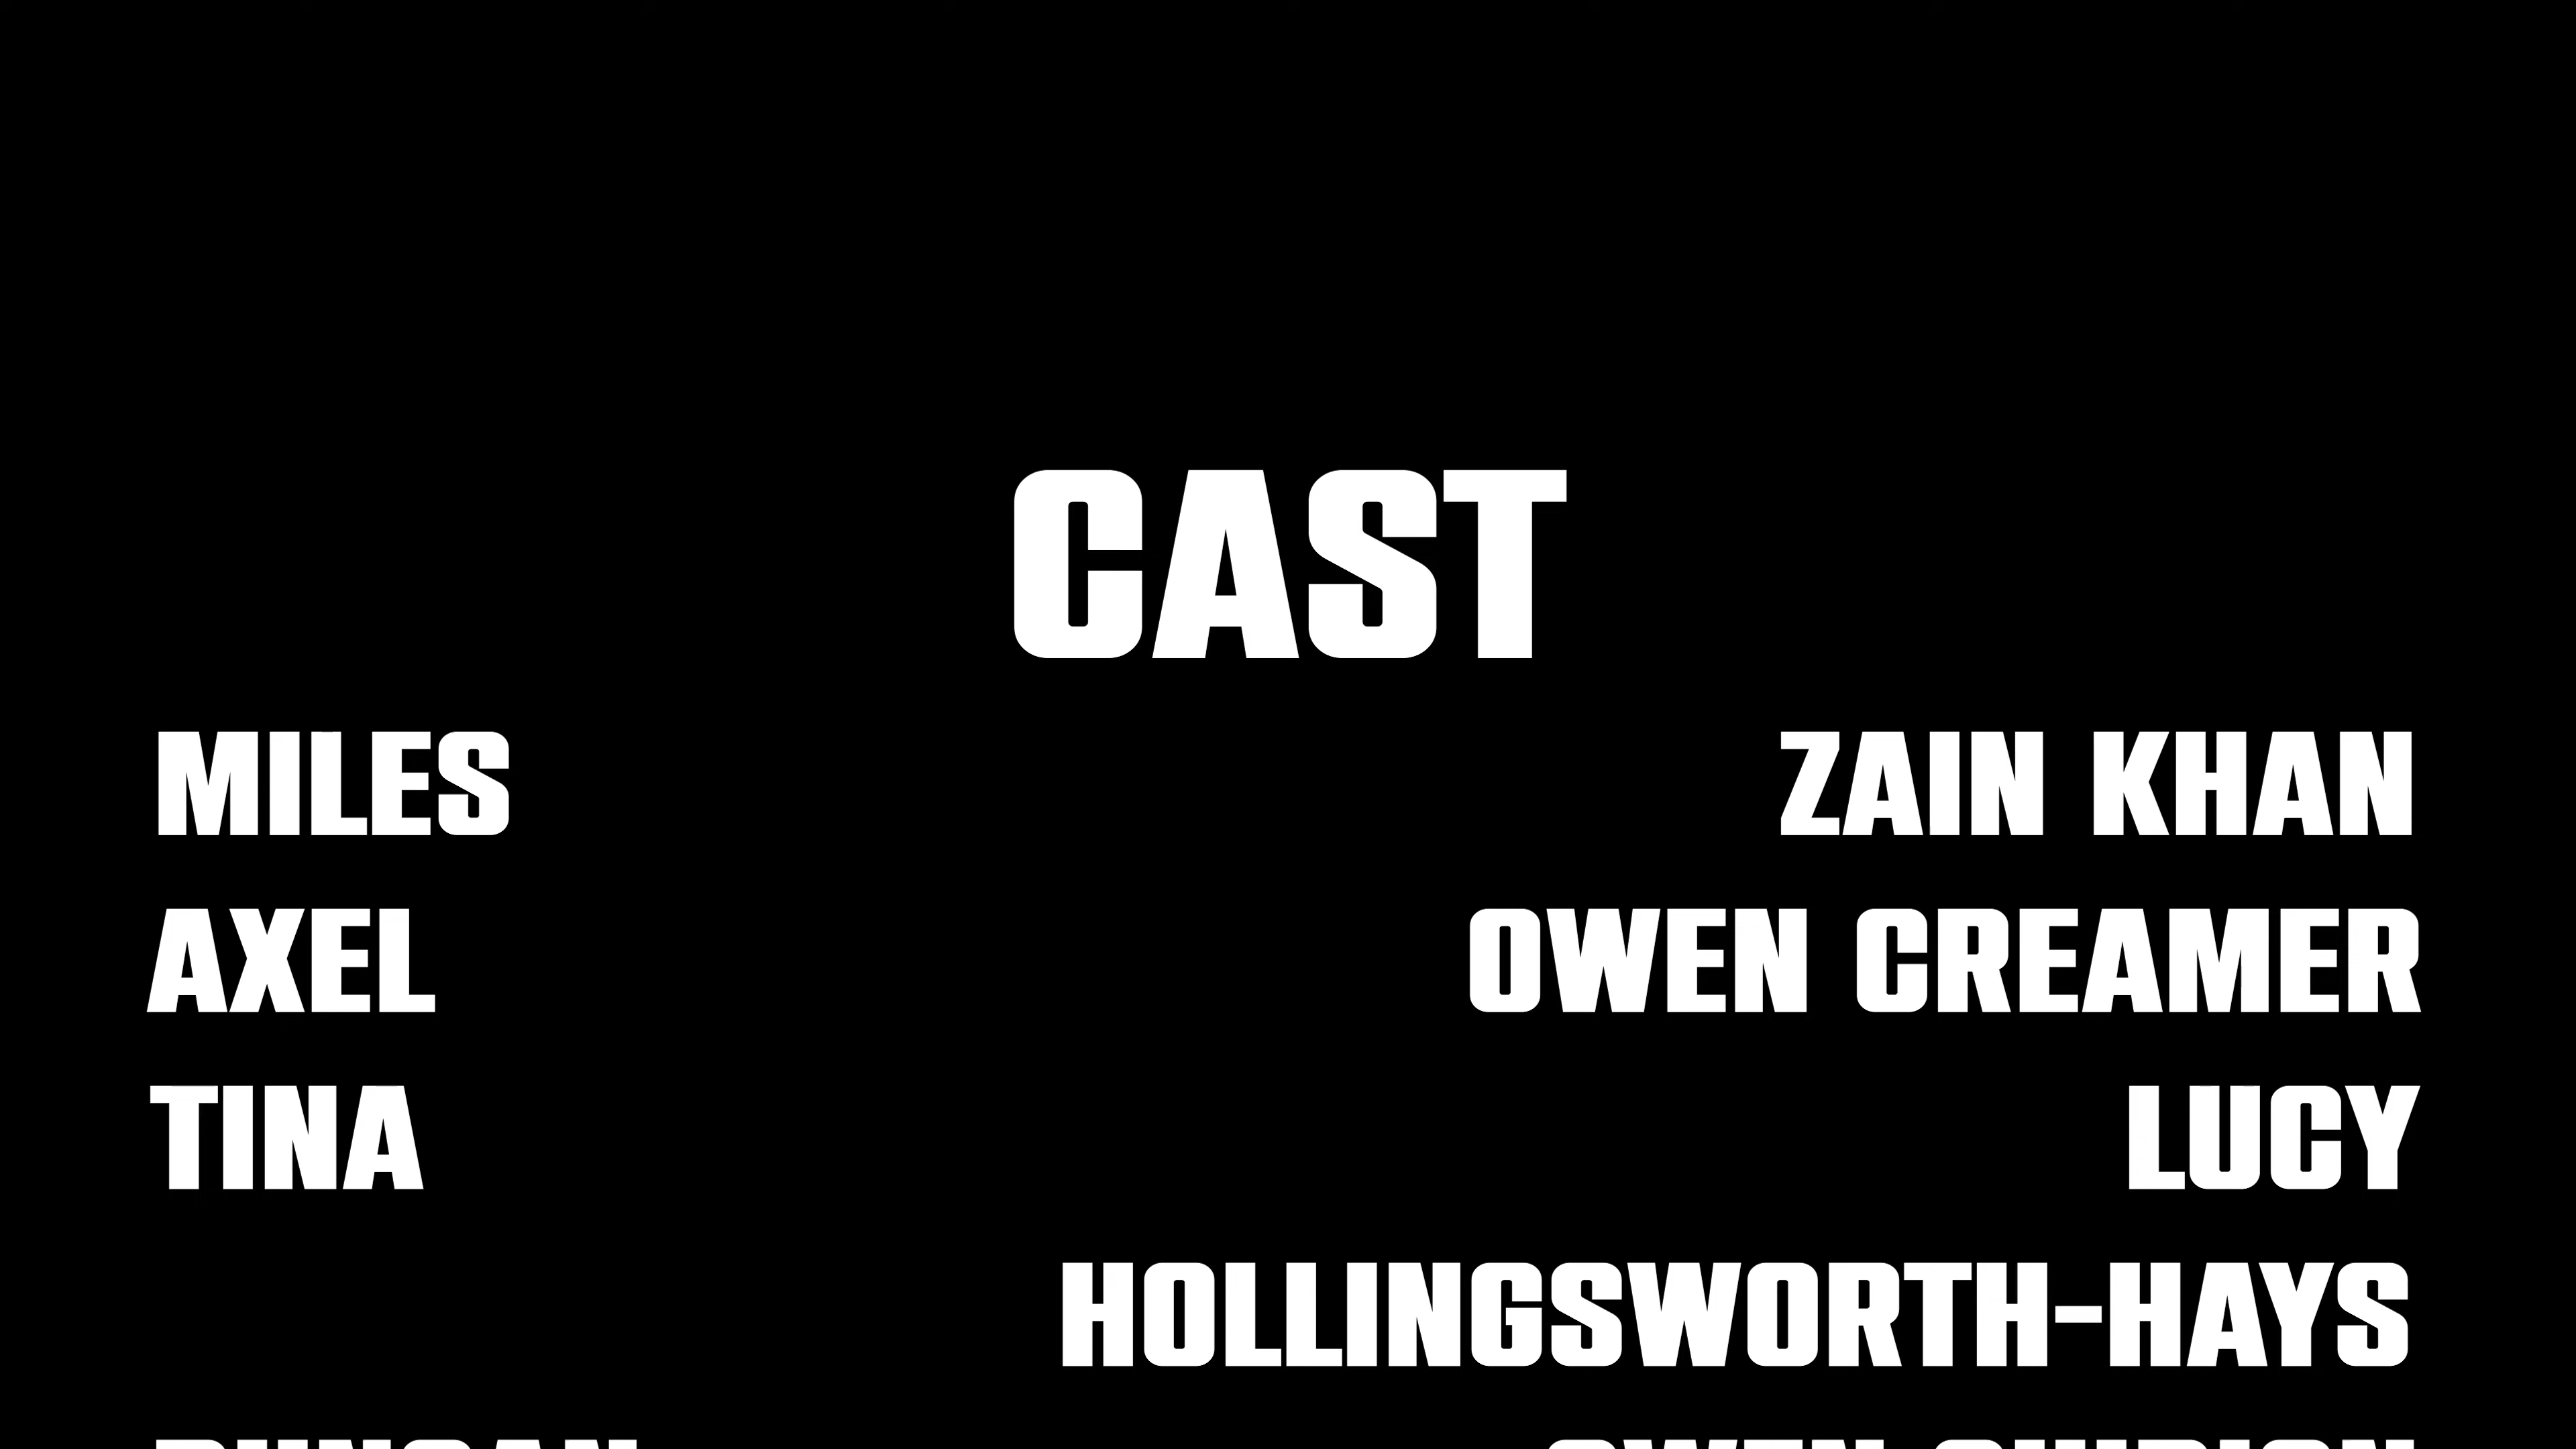 CAST
MILES ZAIN KHAN
AXEL OWEN CREAMER
TINA LUCY
HOLLINGSWORTH-HAYS